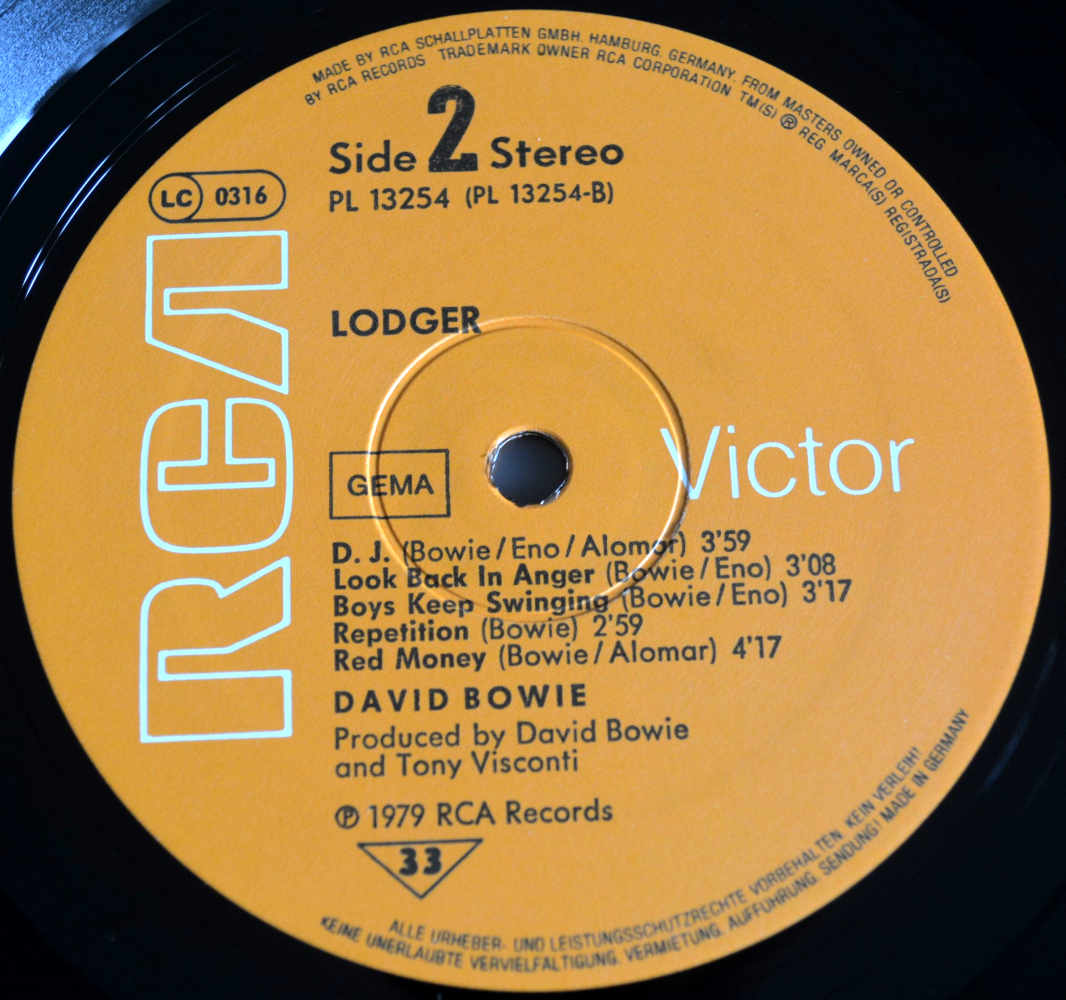 MADE BY RCA SCHALLPLATTEN GMBH. HAMBURG, GERMANY. FROM MASTERS OWNED OR CONTROLLED
BY RCA RECORDS TRADEMARK OWNER RCA CORPORATION TM(S) ® REG MARCA(S) REGISTRADA(S)
Side 2 Stereo
PL 13254 (PL 13254-B)
LC 0316
RCA
LODGER
Victor
GEMA
D. J. (Bowie/Eno/Alomar) 3'59
Look Back In Anger (Bowie/Eno) 3'08
Boys Keep Swinging (Bowie/Eno) 3'17
Repetition (Bowie) 2'59
Red Money (Bowie/Alomar) 4'17
DAVID BOWIE
Produced by David Bowie
and Tony Visconti
℗ 1979 RCA Records
33
ALLE URHEBER- UND LEISTUNGSSCHUTZRECHTE VORBEHALTEN. KEIN VERLEIH!
KEINE UNERLAUBTE VERVIELFALTIGUNG. VERMIETUNG. AUFFUHRUNG. SENDUNG! MADE IN GERMANY